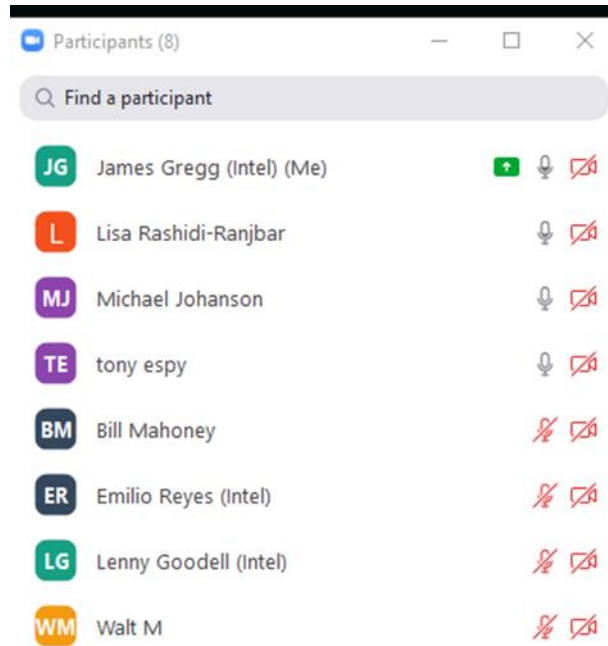 Participants (8)
Find a participant
JG James Gregg (Intel) (Me)
L Lisa Rashidi-Ranjbar
MJ Michael Johanson
TE tony espy
BM Bill Mahoney
ER Emilio Reyes (Intel)
LG Lenny Goodell (Intel)
WM Walt M